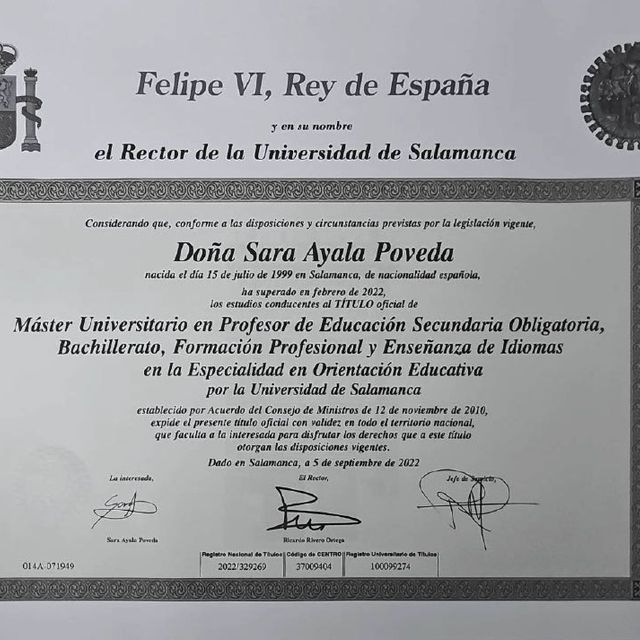 Felipe VI, Rey de España
y en su nombre
el Rector de la Universidad de Salamanca
Considerando que, conforme a las disposiciones y circunstancias previstas por la legislación vigente,
Doña Sara Ayala Poveda
nacida el día 15 de julio de 1999 en Salamanca, de nacionalidad española,
ha superado en febrero de 2022,
los estudios conducentes al TÍTULO oficial de
Máster Universitario en Profesor de Educación Secundaria Obligatoria,
Bachillerato, Formación Profesional y Enseñanza de Idiomas
en la Especialidad en Orientación Educativa
por la Universidad de Salamanca
establecido por Acuerdo del Consejo de Ministros de 12 de noviembre de 2010,
expide el presente título oficial con validez en todo el territorio nacional,
que faculta a la interesada para disfrutar los derechos que a este título
otorgan las disposiciones vigentes.
Dado en Salamanca, a 5 de septiembre de 2022
La interesada, El Rector, Jefe de Servicio,
Sara Ayala Poveda Ricardo Rivero Ortega
Registro Nacional de Títulos Código de CENTRO Registro Universitario de Títulos
014A-071949 2022/329269 37009404 100099274